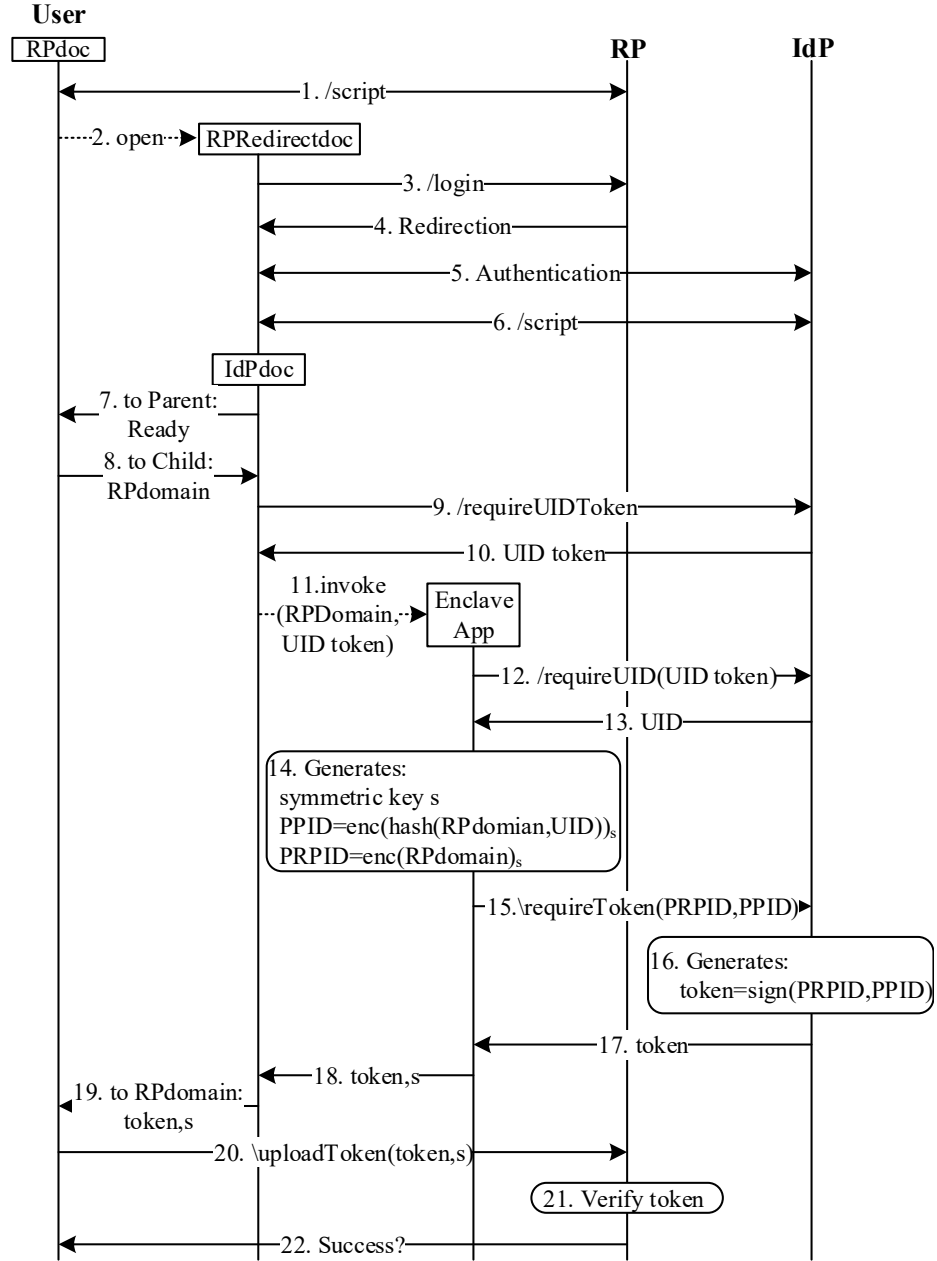 User
RPdoc
RP
IdP
1. /script
2. open
RPRedirectdoc
3. /login
4. Redirection
5. Authentication
6. /script
IdPdoc
7. to Parent:
Ready
8. to Child:
RPdomain
9. /requireUIDToken
10. UID token
11.invoke
(RPDomain,
UID token)
Enclave
App
12. /requireUID(UID token)
13. UID
14. Generates:
symmetric key s
PPID=enc(hash(RPdomian,UID))s
PRPID=enc(RPdomain)s
15.\requireToken(PRPID,PPID)
16. Generates:
token=sign(PRPID,PPID)
17. token
18. token,s
19. to RPdomain:
token,s
20. \uploadToken(token,s)
21. Verify token
22. Success?